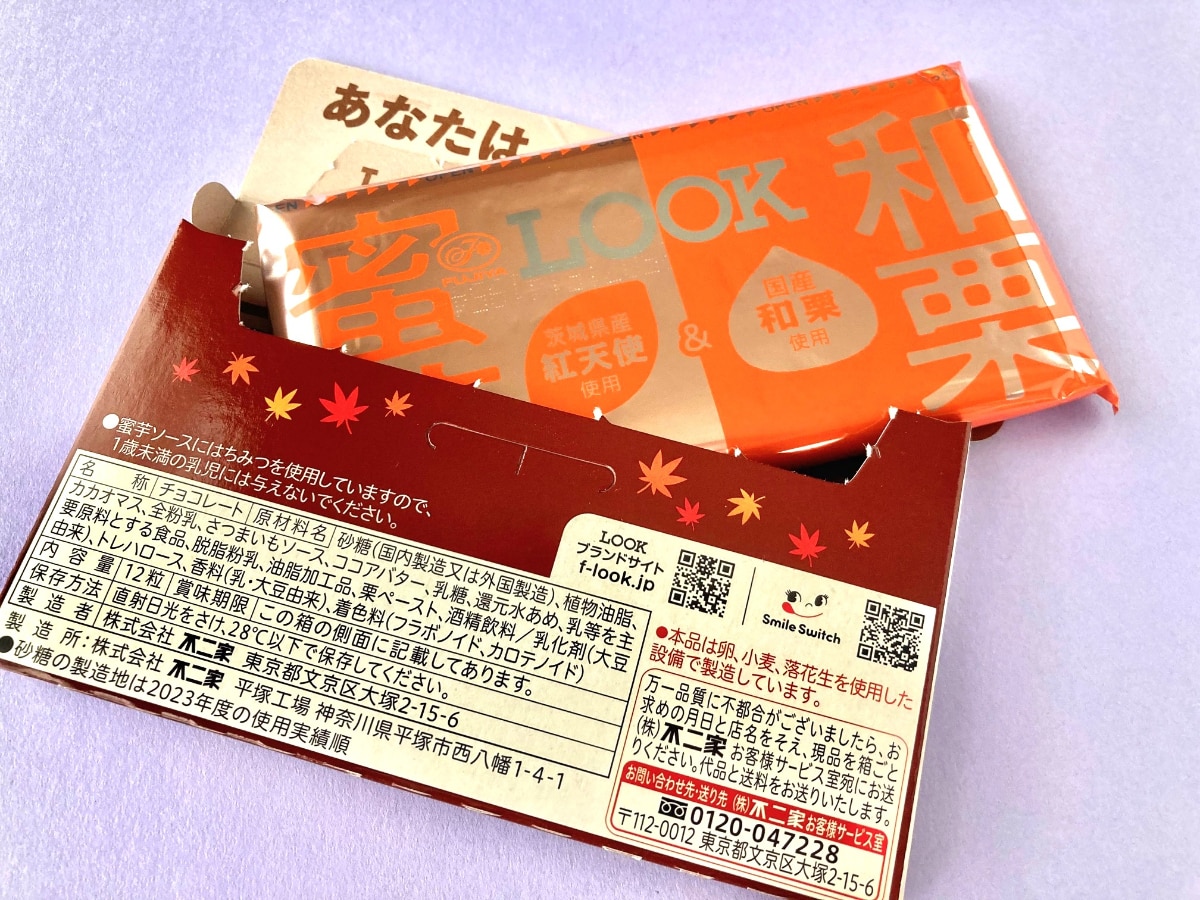 あなたは
OPEN
OPEN
OPEN
OPEN
蜜
LOOK
和栗
茨城県産
紅天使
使用
&
国産
和栗
使用
●蜜芋ソースにはちみつを使用していますので、
1歳未満の乳児には与えないでください。
名 称 チョコレート 原材料名 砂糖(国内製造又は外国製造)、植物油脂、
カカオマス、全粉乳、さつまいもソース、ココアバター、乳糖、還元水あめ、乳等を主
要原料とする食品、脱脂粉乳、油脂加工品、栗ペースト、酒精飲料/乳化剤(大豆
由来)、トレハロース、香料(乳・大豆由来)、着色料(フラボノイド、カロテノイド)
内容量 12粒 賞味期限 この箱の側面に記載してあります。
保存方法 直射日光をさけ、28℃以下で保存してください。
製造者 株式会社 不二家 東京都文京区大塚2-15-6
製造所:株式会社 不二家 平塚工場 神奈川県平塚市西八幡1-4-1
●砂糖の製造地は2023年度の使用実績順
LOOK
ブランドサイト
f-look.jp
Smile Switch
●本品は卵、小麦、落花生を使用した
設備で製造しています。
万一品質に不都合がございましたら、お
求めの月日と店名をそえ、現品を箱ごと
(株)不二家 お客様サービス室宛にお送
りください。代品と送料をお送りいたします。
お問い合わせ先・送り先 (株)不二家お客様サービス室
0120-047228
〒112-0012 東京都文京区大塚2-15-6